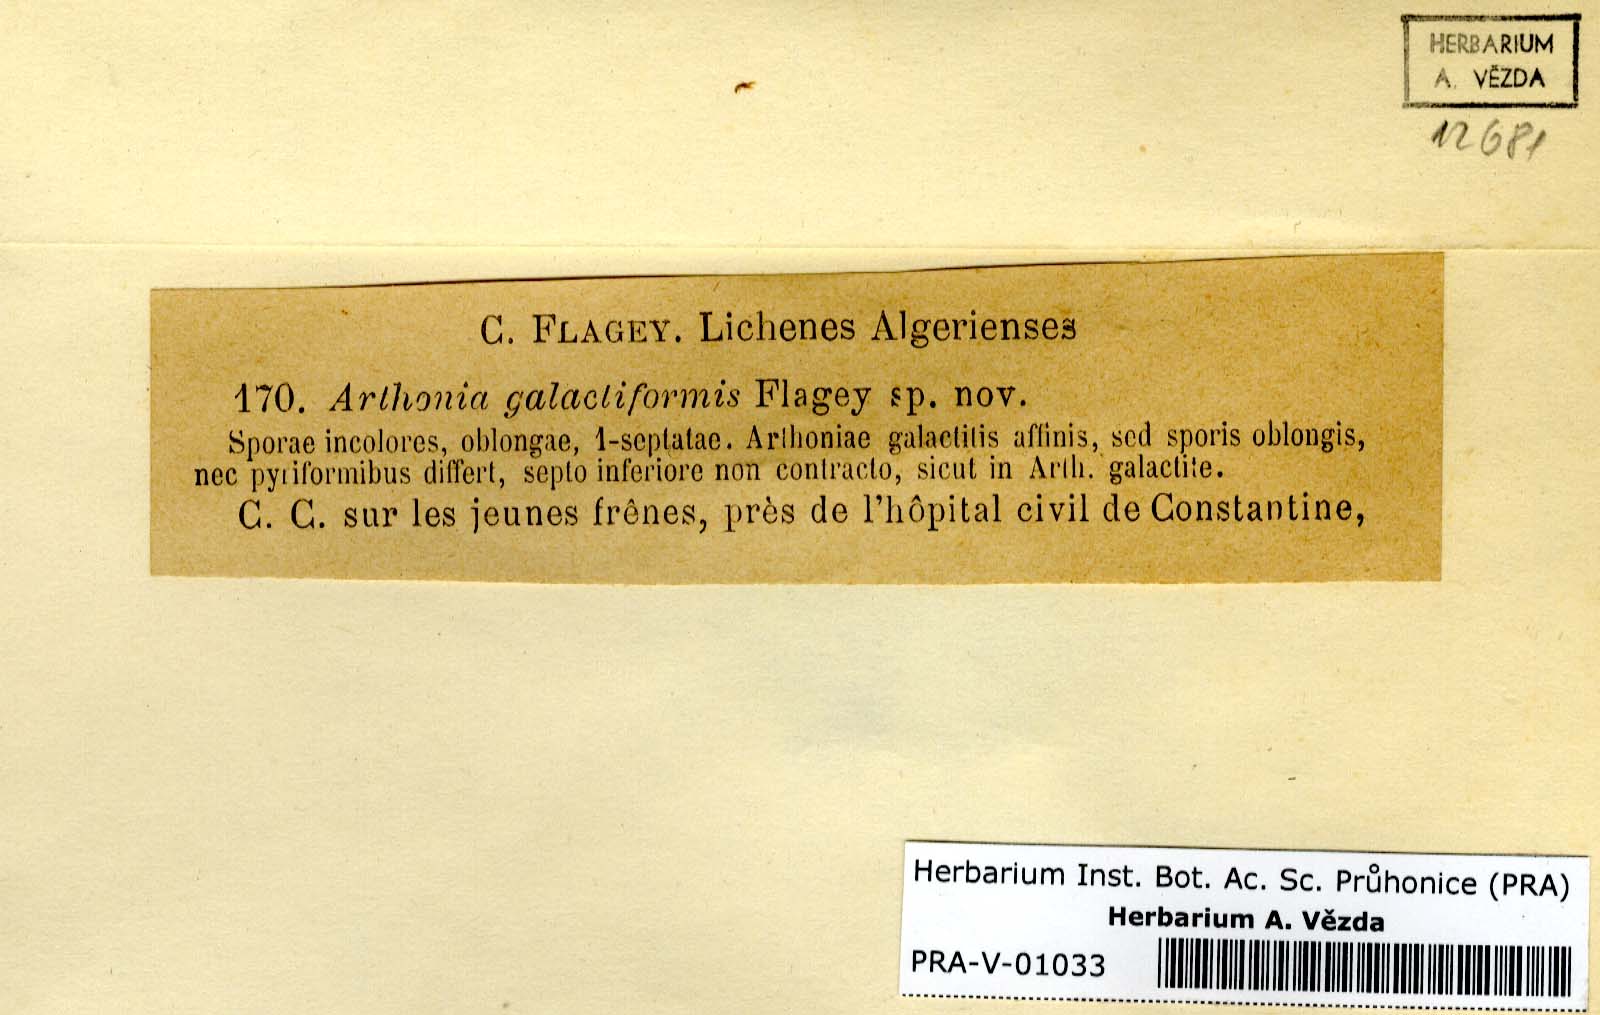 HERBARIUM
A. VĚZDA
12681
C. FLAGEY. Lichenes Algerienses
170. Arthonia galactiformis Flagey sp. nov.
Sporae incolores, oblongae, 1-septatae. Arthoniae galactitis affinis, sed sporis oblongis,
nec pyriformibus differt, septo inferiore non contracto, sicut in Arth. galactite.
C. C. sur les jeunes frênes, près de l'hôpital civil de Constantine,
Herbarium Inst. Bot. Ac. Sc. Průhonice (PRA)
Herbarium A. Vězda
PRA-V-01033